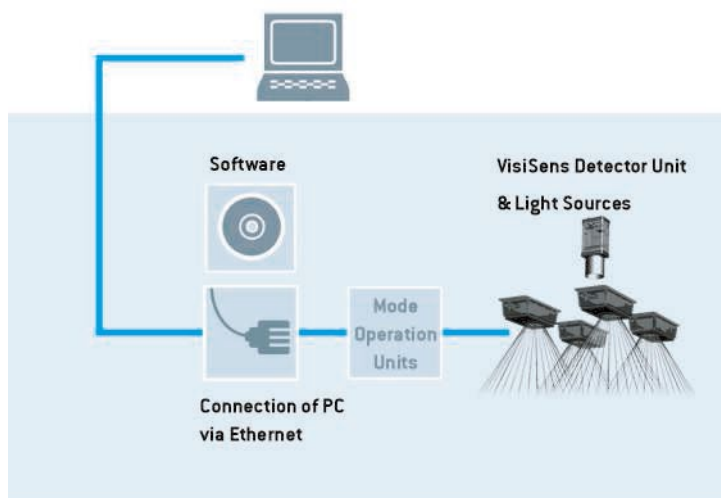 Software
VisiSens Detector Unit
& Light Sources
Mode
Operation
Units
Connection of PC
via Ethernet